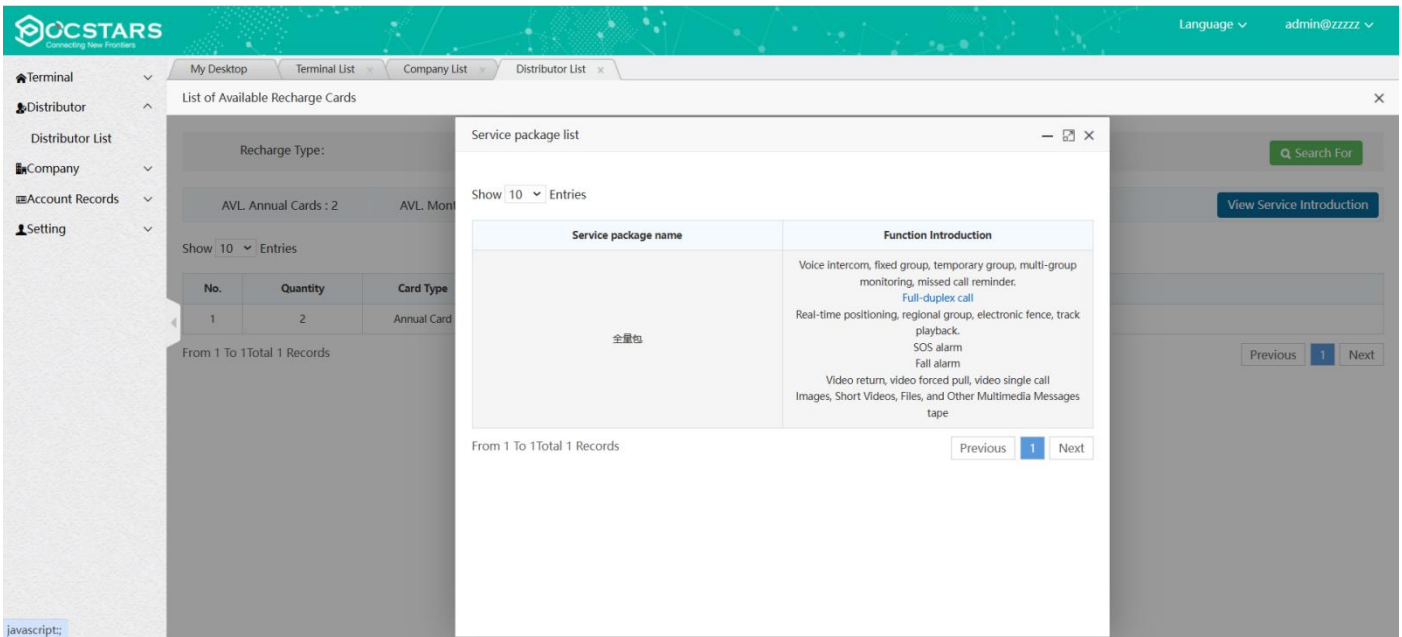 POCSTARS
Connecting New Frontiers
Language
admin@zzzzz
Terminal
Distributor
Distributor List
Company
Account Records
Setting
My Desktop
Terminal List
Company List
Distributor List
List of Available Recharge Cards
Recharge Type:
Search For
AVL. Annual Cards : 2
AVL. Mont
View Service Introduction
Show 10 Entries
No.
Quantity
Card Type
1
2
Annual Card
From 1 To 1Total 1 Records
Previous
1
Next
Service package list
Show 10 Entries
Service package name
Function Introduction
全量包
Voice intercom, fixed group, temporary group, multi-group
monitoring, missed call reminder.
Full-duplex call
Real-time positioning, regional group, electronic fence, track
playback.
SOS alarm
Fall alarm
Video return, video forced pull, video single call
Images, Short Videos, Files, and Other Multimedia Messages
tape
From 1 To 1Total 1 Records
Previous
1
Next
javascript:;